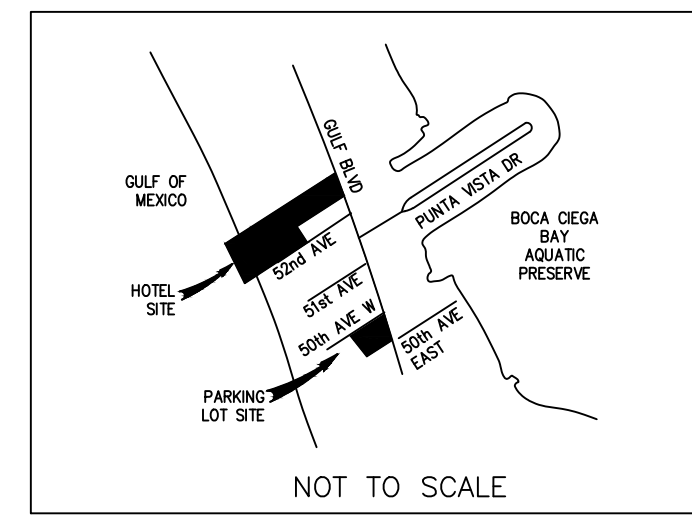 GULF BLVD
GULF OF
MEXICO
PUNTA VISTA DR
BOCA CIEGA
BAY
AQUATIC
PRESERVE
52nd AVE
HOTEL
SITE
51st AVE
50th AVE W
50th AVE
EAST
PARKING
LOT SITE
NOT TO SCALE